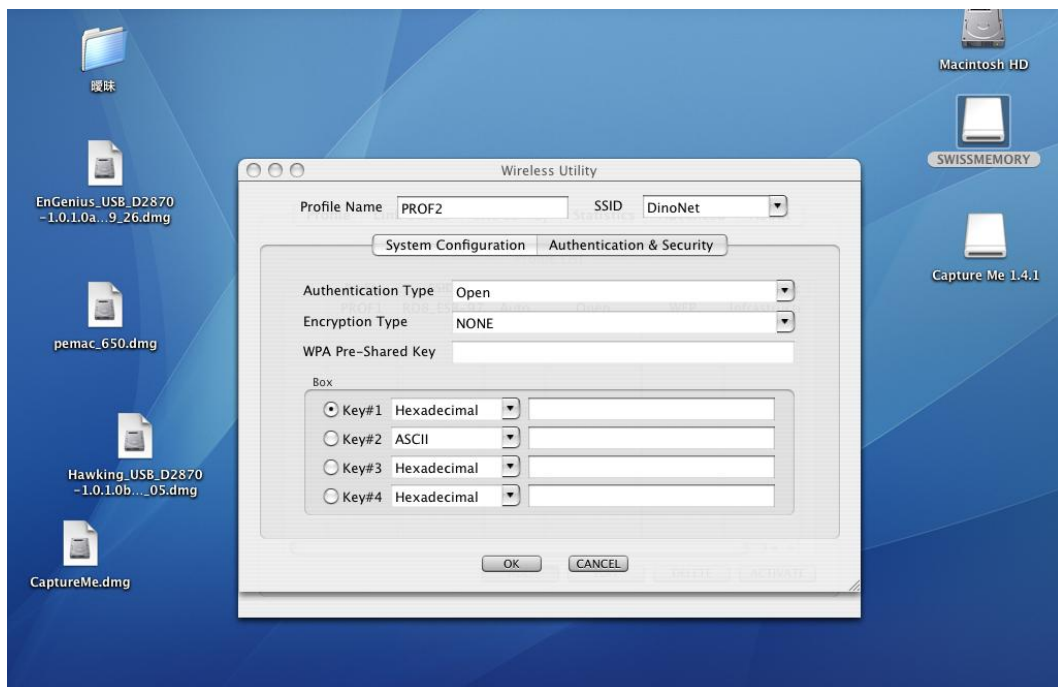 曖昧
EnGenius_USB_D2870
-1.0.1.0a...9_26.dmg
pemac_650.dmg
Hawking_USB_D2870
-1.0.1.0b..._05.dmg
CaptureMe.dmg
Macintosh HD
SWISSMEMORY
Capture Me 1.4.1
Wireless Utility
Profile Name PROF2 SSID DinoNet
System Configuration Authentication & Security
Authentication Type Open
Encryption Type NONE
WPA Pre-Shared Key
Box
Key#1 Hexadecimal
Key#2 ASCII
Key#3 Hexadecimal
Key#4 Hexadecimal
OK CANCEL
DELETE ACTIVATE